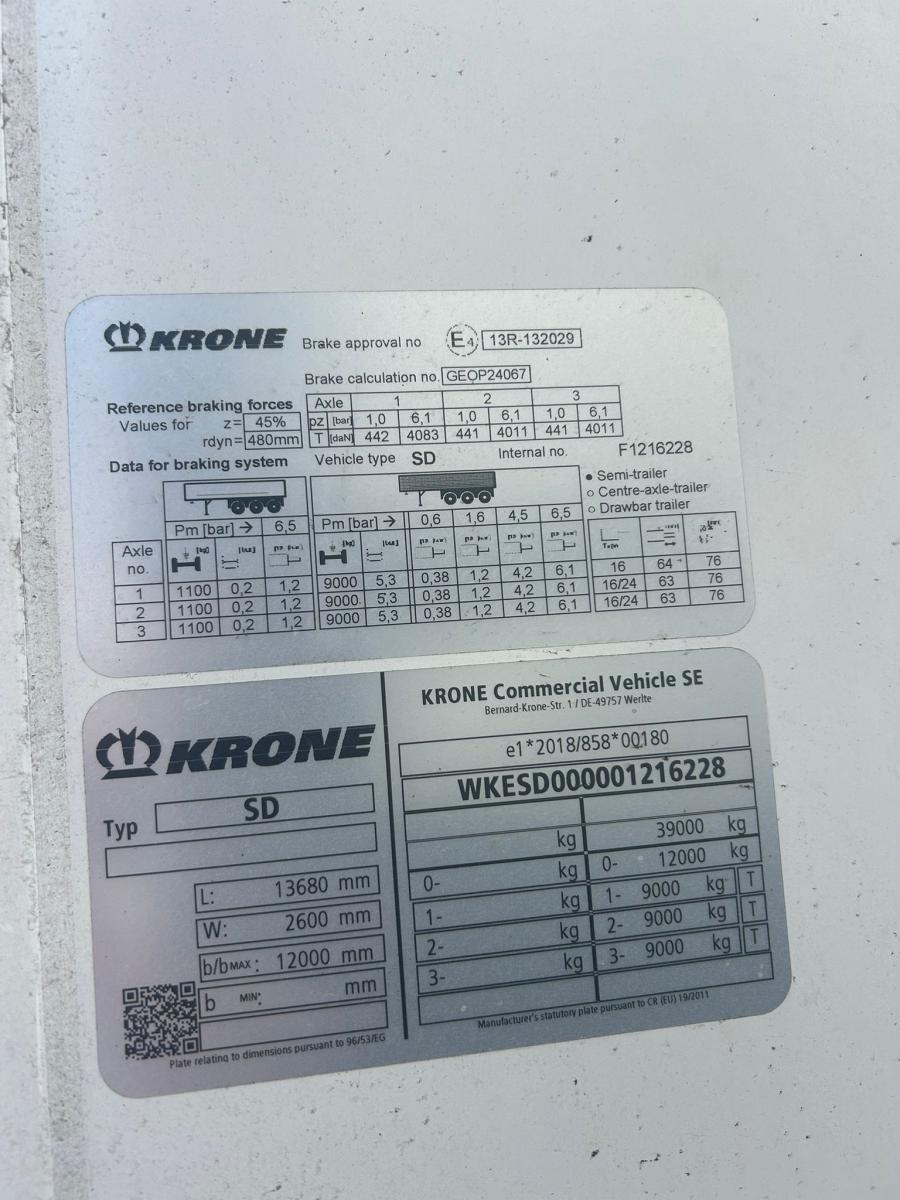 KRONE Brake approval no E4 13R-132029
Brake calculation no. GEOP24067
Reference braking forces
Values for z= 45%
rdyn= 480mm
Axle 1 2 3
pz [bar] 1,0 6,1 1,0 6,1 1,0 6,1
T [daN] 442 4083 441 4011 441 4011
Data for braking system Vehicle type SD Internal no. F1216228
• Semi-trailer
○ Centre-axle-trailer
○ Drawbar trailer
Pm [bar] → 6,5 Pm [bar] → 0,6 1,6 4,5 6,5
Axle no.
1 1100 0,2 1,2 9000 5,3 0,38 1,2 4,2 6,1 16 64 76
2 1100 0,2 1,2 9000 5,3 0,38 1,2 4,2 6,1 16/24 63 76
3 1100 0,2 1,2 9000 5,3 0,38 1,2 4,2 6,1 16/24 63 76
KRONE
Typ SD
L: 13680 mm
W: 2600 mm
b/b MAX: 12000 mm
b MIN: mm
Plate relating to dimensions pursuant to 96/53/EG
KRONE Commercial Vehicle SE
Bernard-Krone-Str. 1 / DE-49757 Werlte
e1*2018/858*00180
WKESD000001216228
kg 39000 kg
0- kg 0- 12000 kg
1- kg 1- 9000 kg T
2- kg 2- 9000 kg T
3- kg 3- 9000 kg T
Manufacturer's statutory plate pursuant to CR (EU) 19/2011